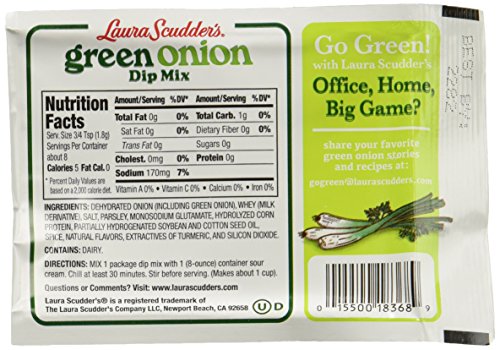 Laura Scudder's®
green onion
Dip Mix
Nutrition
Facts
Serv. Size 3/4 Tsp (1.8g)
Servings Per Container
about 8
Calories 5 Fat Cal. 0
* Percent Daily Values are
based on a 2,000 calorie diet.
Amount/Serving %DV* Amount/Serving %DV*
Total Fat 0g 0% Total Carb. 1g 0%
Sat Fat 0g 0% Dietary Fiber 0g 0%
Trans Fat 0g Sugars 0g
Cholest. 0mg 0% Protein 0g
Sodium 170mg 7%
Vitamin A 0% • Vitamin C 0% • Calcium 0% • Iron 0%
INGREDIENTS: DEHYDRATED ONION (INCLUDING GREEN ONION), WHEY (MILK
DERIVATIVE), SALT, PARSLEY, MONOSODIUM GLUTAMATE, HYDROLYZED CORN
PROTEIN, PARTIALLY HYDROGENATED SOYBEAN AND COTTON SEED OIL,
SPICE, NATURAL FLAVORS, EXTRACTIVES OF TURMERIC, AND SILICON DIOXIDE.
CONTAINS: DAIRY.
DIRECTIONS: MIX 1 package dip mix with 1 (8-ounce) container sour
cream. Chill at least 30 minutes. Stir before serving. (Makes about 1 cup).
Questions or Comments? Visit: www.laurascudders.com
Laura Scudder's® is a registered trademark of
The Laura Scudder's Company LLC, Newport Beach, CA 92658
U D
Go Green!
with Laura Scudder's
Office, Home,
Big Game?
share your favorite
green onion stories
and recipes at:
gogreen@laurascudders.com
0 15500 18368 9
BEST BY: